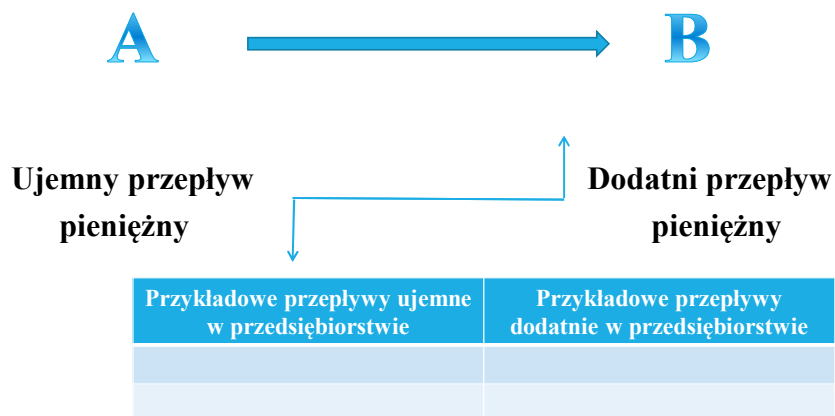 A
B
Ujemny przepływ
pieniężny
Dodatni przepływ
pieniężny
Przykładowe przepływy ujemne
w przedsiębiorstwie
Przykładowe przepływy
dodatnie w przedsiębiorstwie